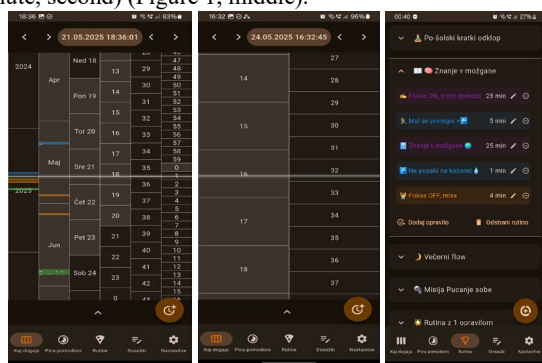 nute, second) (Figure 1, middle).
18:36
83%
< > 21.05.2025 18:36:01 < >
2024
2025
Apr
Maj
Jun
Ned 18
Pon 19
Tor 20
Sre 21
Čet 22
Pet 23
Sob 24
13
14
15
16
17
18
19
20
21
22
23
0
29
30
31
32
33
34
35
36
37
38
39
40
41
42
43
47
48
49
50
51
52
53
54
55
56
57
58
59
0
1
2
3
4
5
6
7
8
9
10
11
12
13
14
15
Kaj dogaja
Pica pomodoro
Rutine
Dosežki
Nastavitve
16:32
96%
< > 24.05.2025 16:32:45 < >
14
15
16
17
18
27
28
29
30
31
32
33
34
35
36
37
Kaj dogaja
Pica pomodoro
Rutine
Dosežki
Nastavitve
00:40
27%
Po-šolski kratki odklop
Znanje v možgane
Fokus ON, zmini domačo 25 min
Mal se pretegni + 5 min
Znanje v možgane 25 min
Ne pozabi na kozarec 1 min
Fokus OFF, relax 4 min
Dodaj opravilo
Odstrani rutino
Večerni flow
Misija Pucanje sobe
Rutina z 1 opravilom
Kaj dogaja
Pica pomodoro
Rutine
Dosežki
Nastavitve